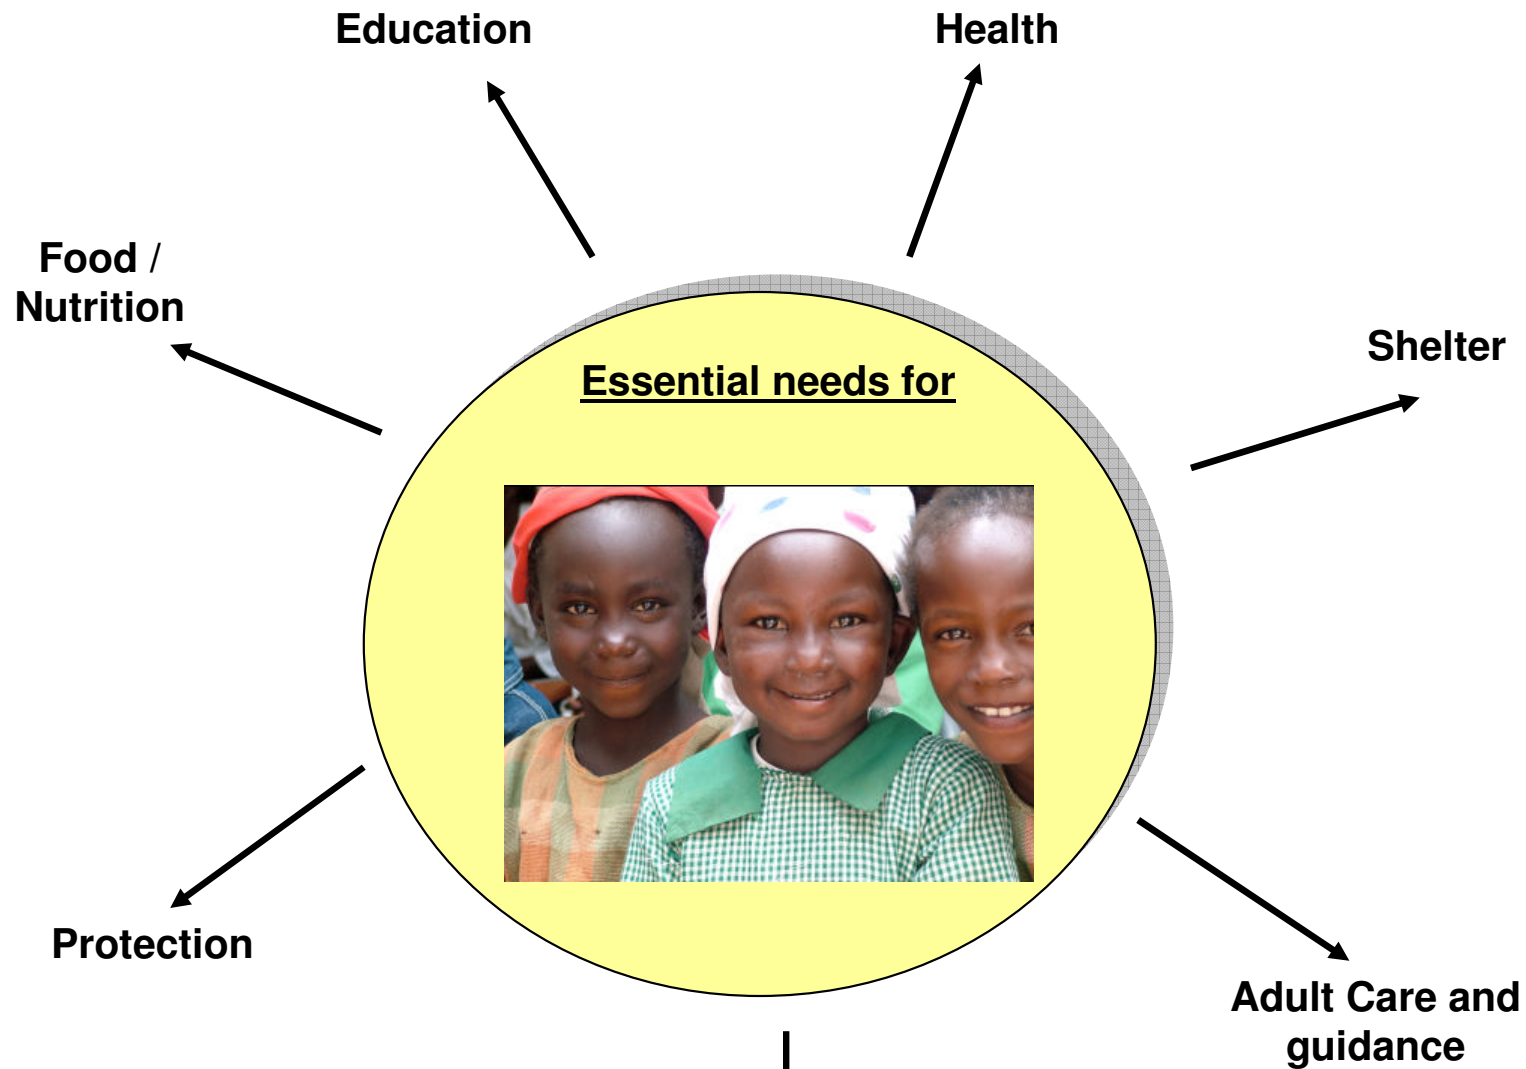 Education
Health
Food /
Nutrition
Shelter
Essential needs for
Protection
Adult Care and
guidance